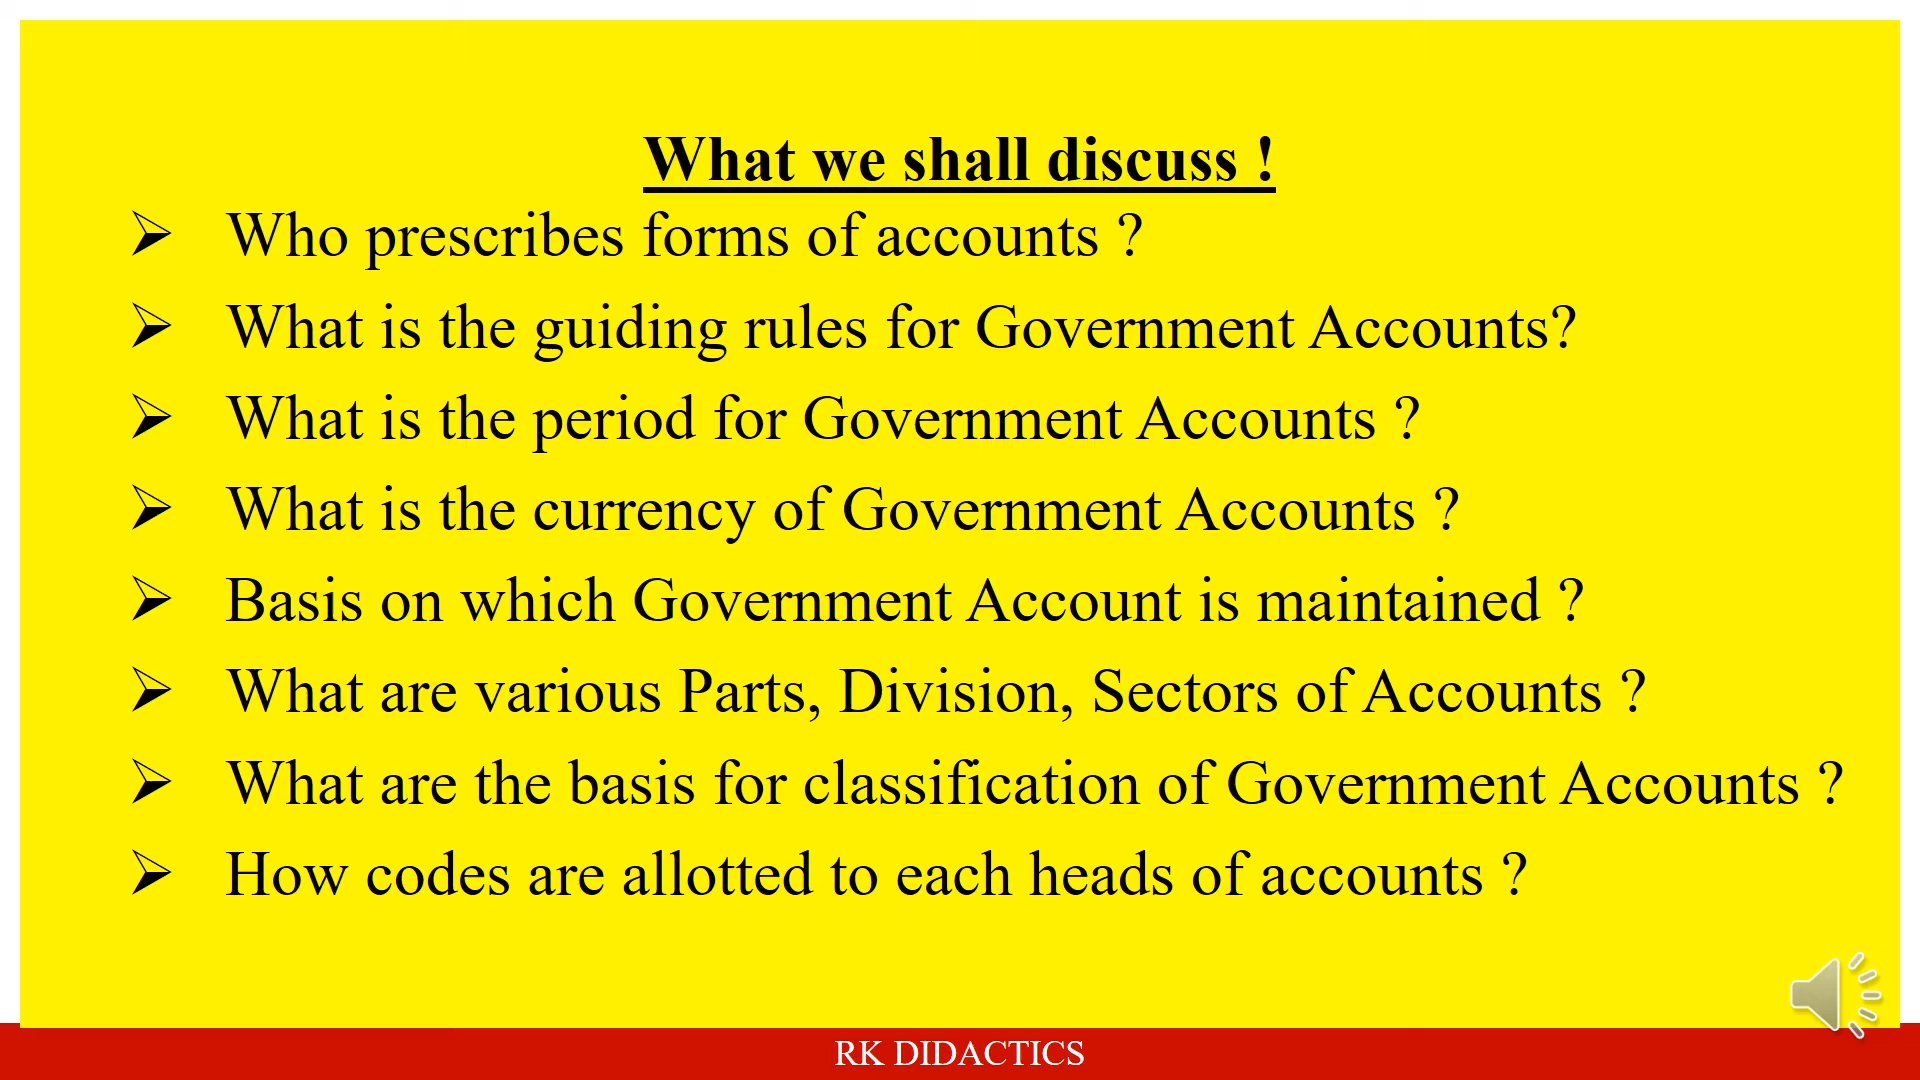 What we shall discuss !
Who prescribes forms of accounts ?
What is the guiding rules for Government Accounts?
What is the period for Government Accounts ?
What is the currency of Government Accounts ?
Basis on which Government Account is maintained ?
What are various Parts, Division, Sectors of Accounts ?
What are the basis for classification of Government Accounts ?
How codes are allotted to each heads of accounts ?
RK DIDACTICS